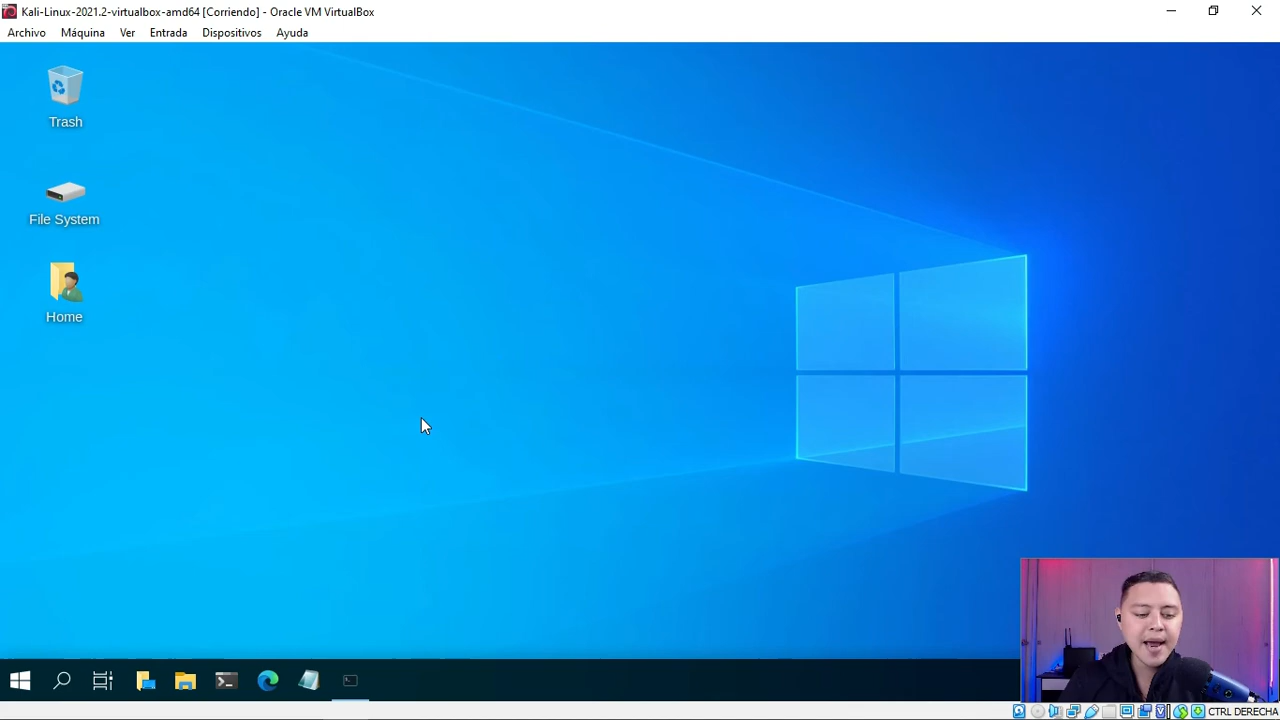 Kali-Linux-2021.2-virtualbox-amd64 [Corriendo] - Oracle VM VirtualBox
Archivo Máquina Ver Entrada Dispositivos Ayuda
Trash
File System
Home
CTRL DERECHA